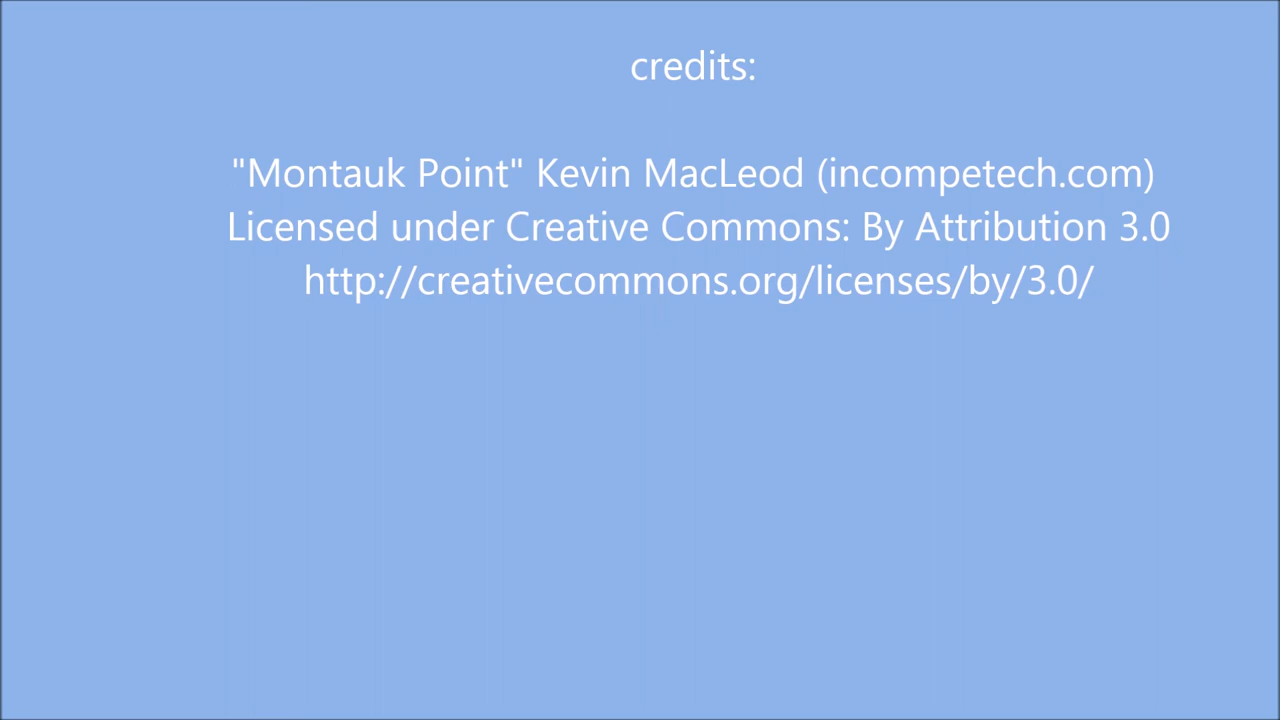 credits:
"Montauk Point" Kevin MacLeod (incompetech.com)
Licensed under Creative Commons: By Attribution 3.0
http://creativecommons.org/licenses/by/3.0/